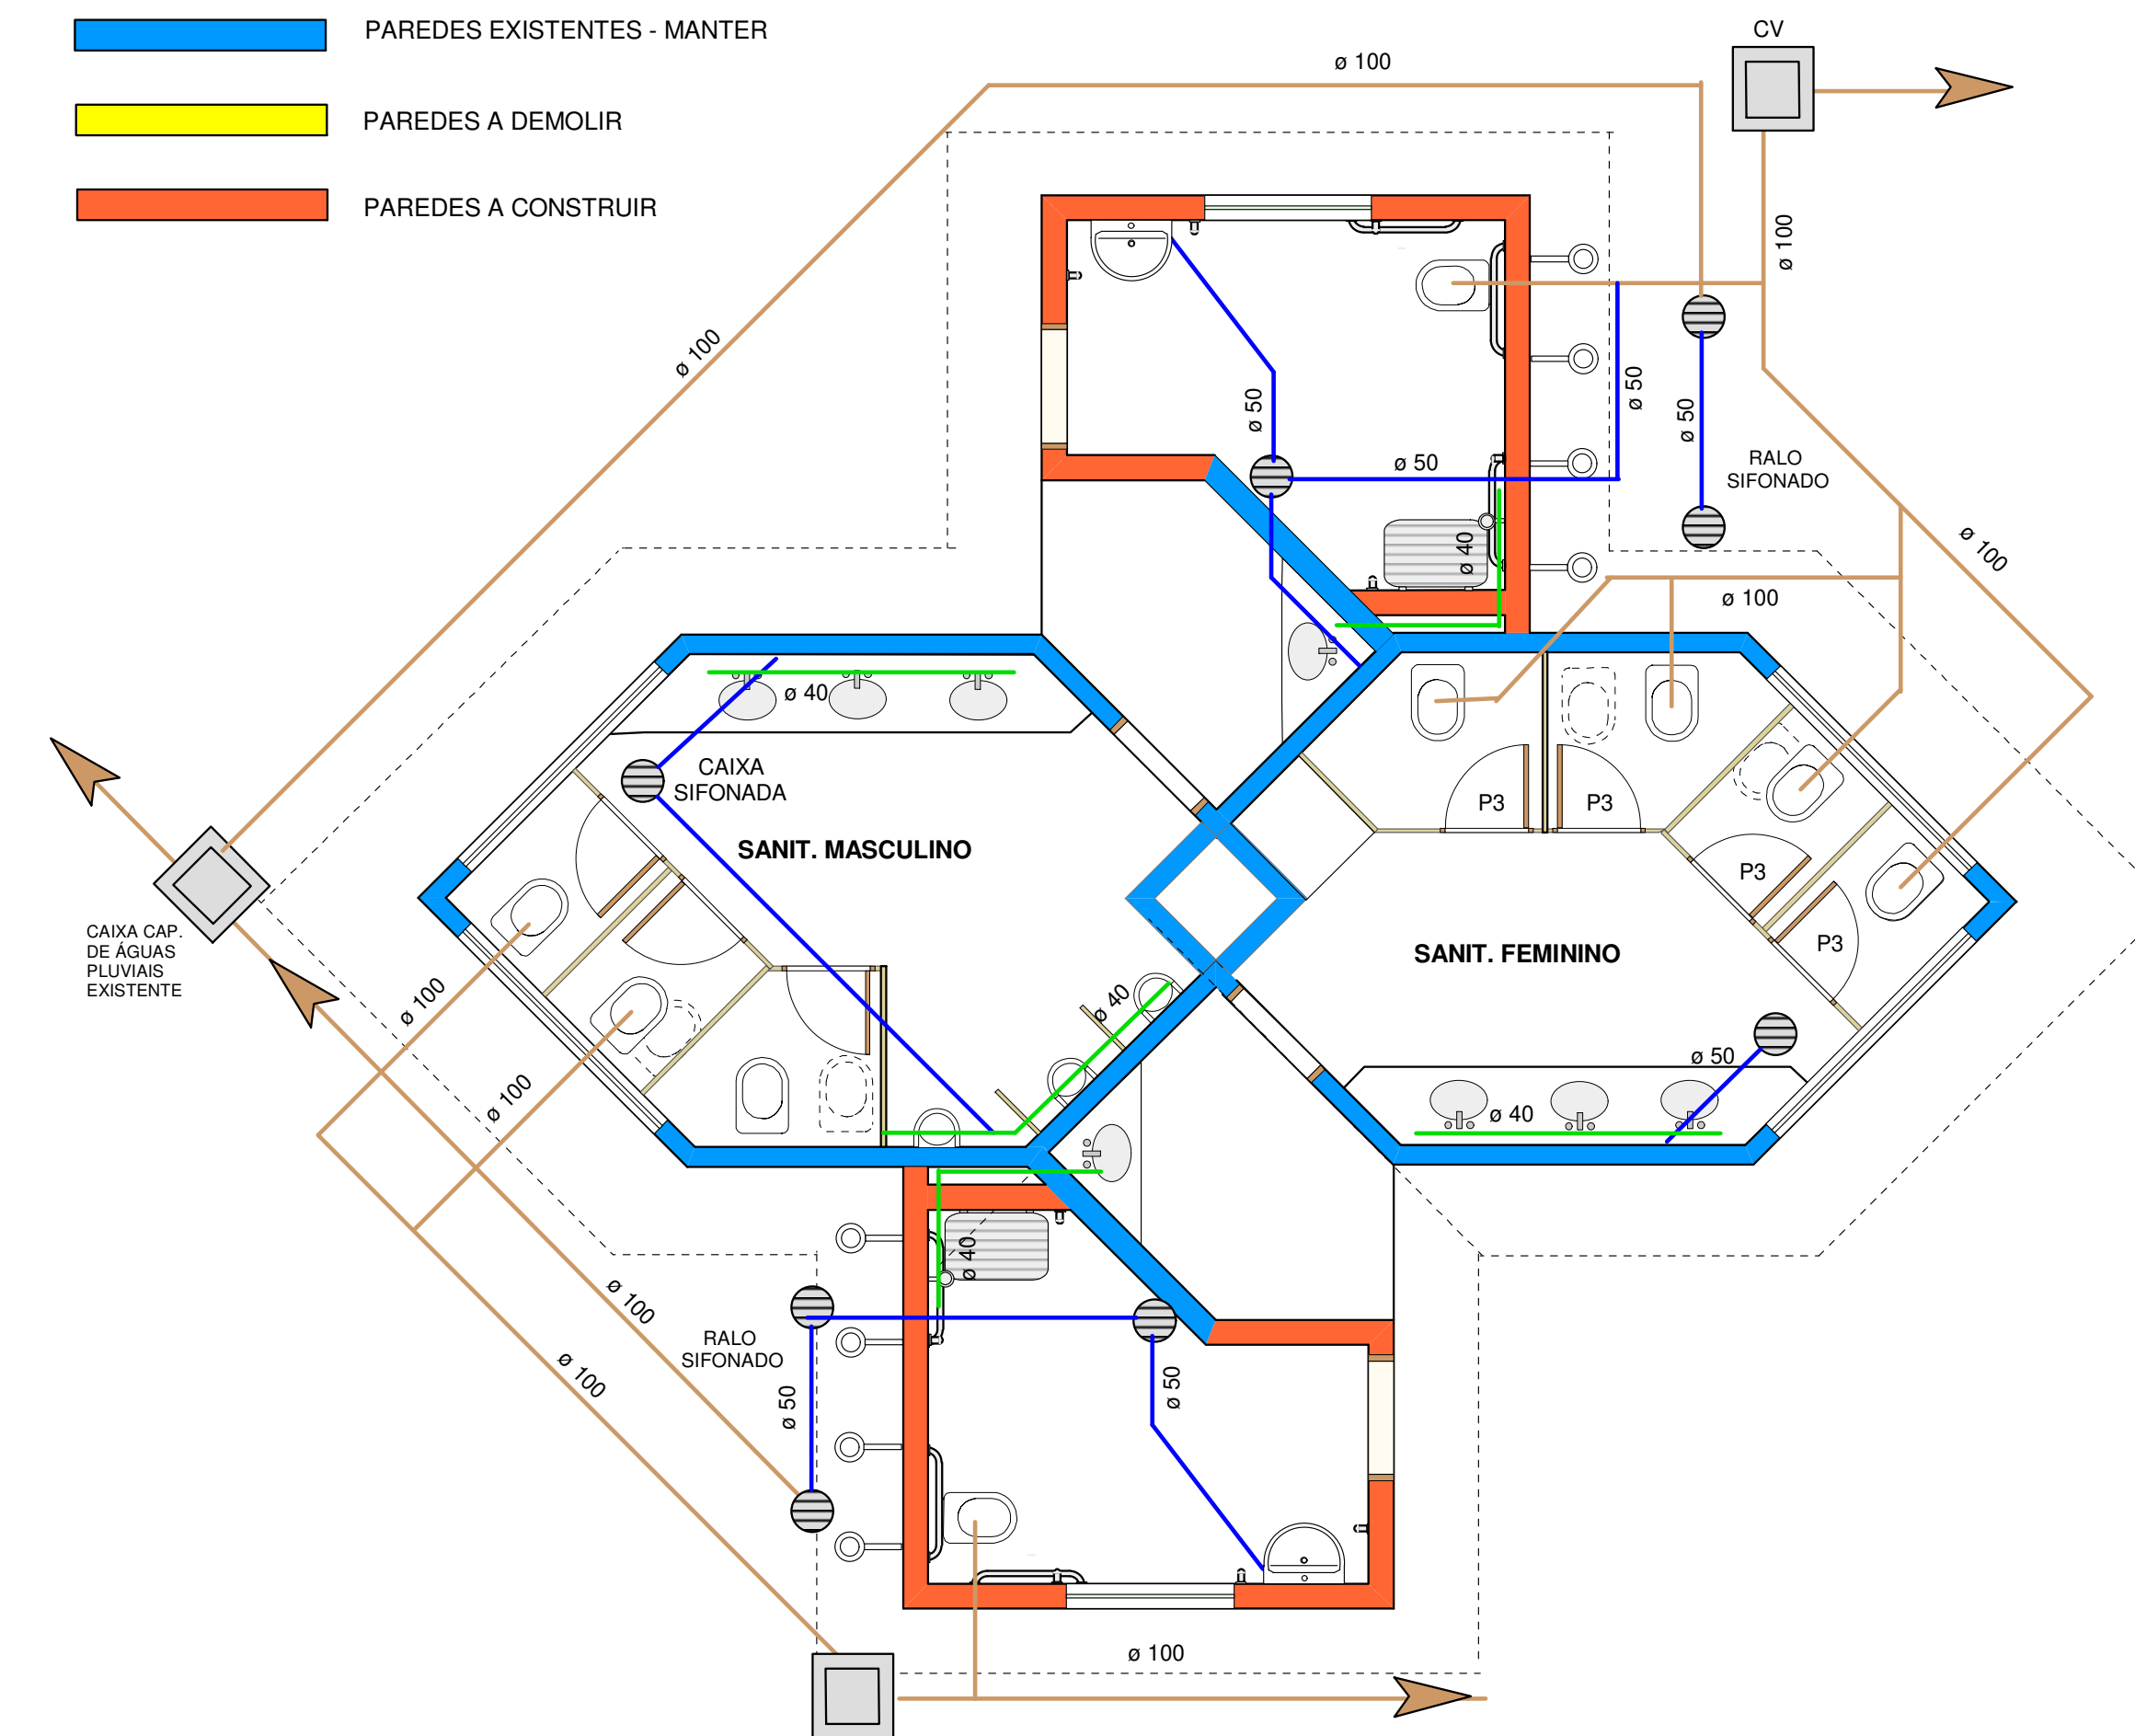 PAREDES EXISTENTES - MANTER
PAREDES A DEMOLIR
PAREDES A CONSTRUIR
CV
ø 100
ø 100
ø 100
ø 50
ø 50
ø 50
ø 50
RALO
SIFONADO
ø 40
ø 100
ø 100
ø 40
CAIXA
SIFONADA
SANIT. MASCULINO
P3
P3
P3
P3
SANIT. FEMININO
CAIXA CAP.
DE ÁGUAS
PLUVIAIS
EXISTENTE
ø 100
ø 100
ø 40
ø 50
ø 40
ø 40
ø 100
RALO
SIFONADO
ø 100
ø 50
ø 50
ø 100